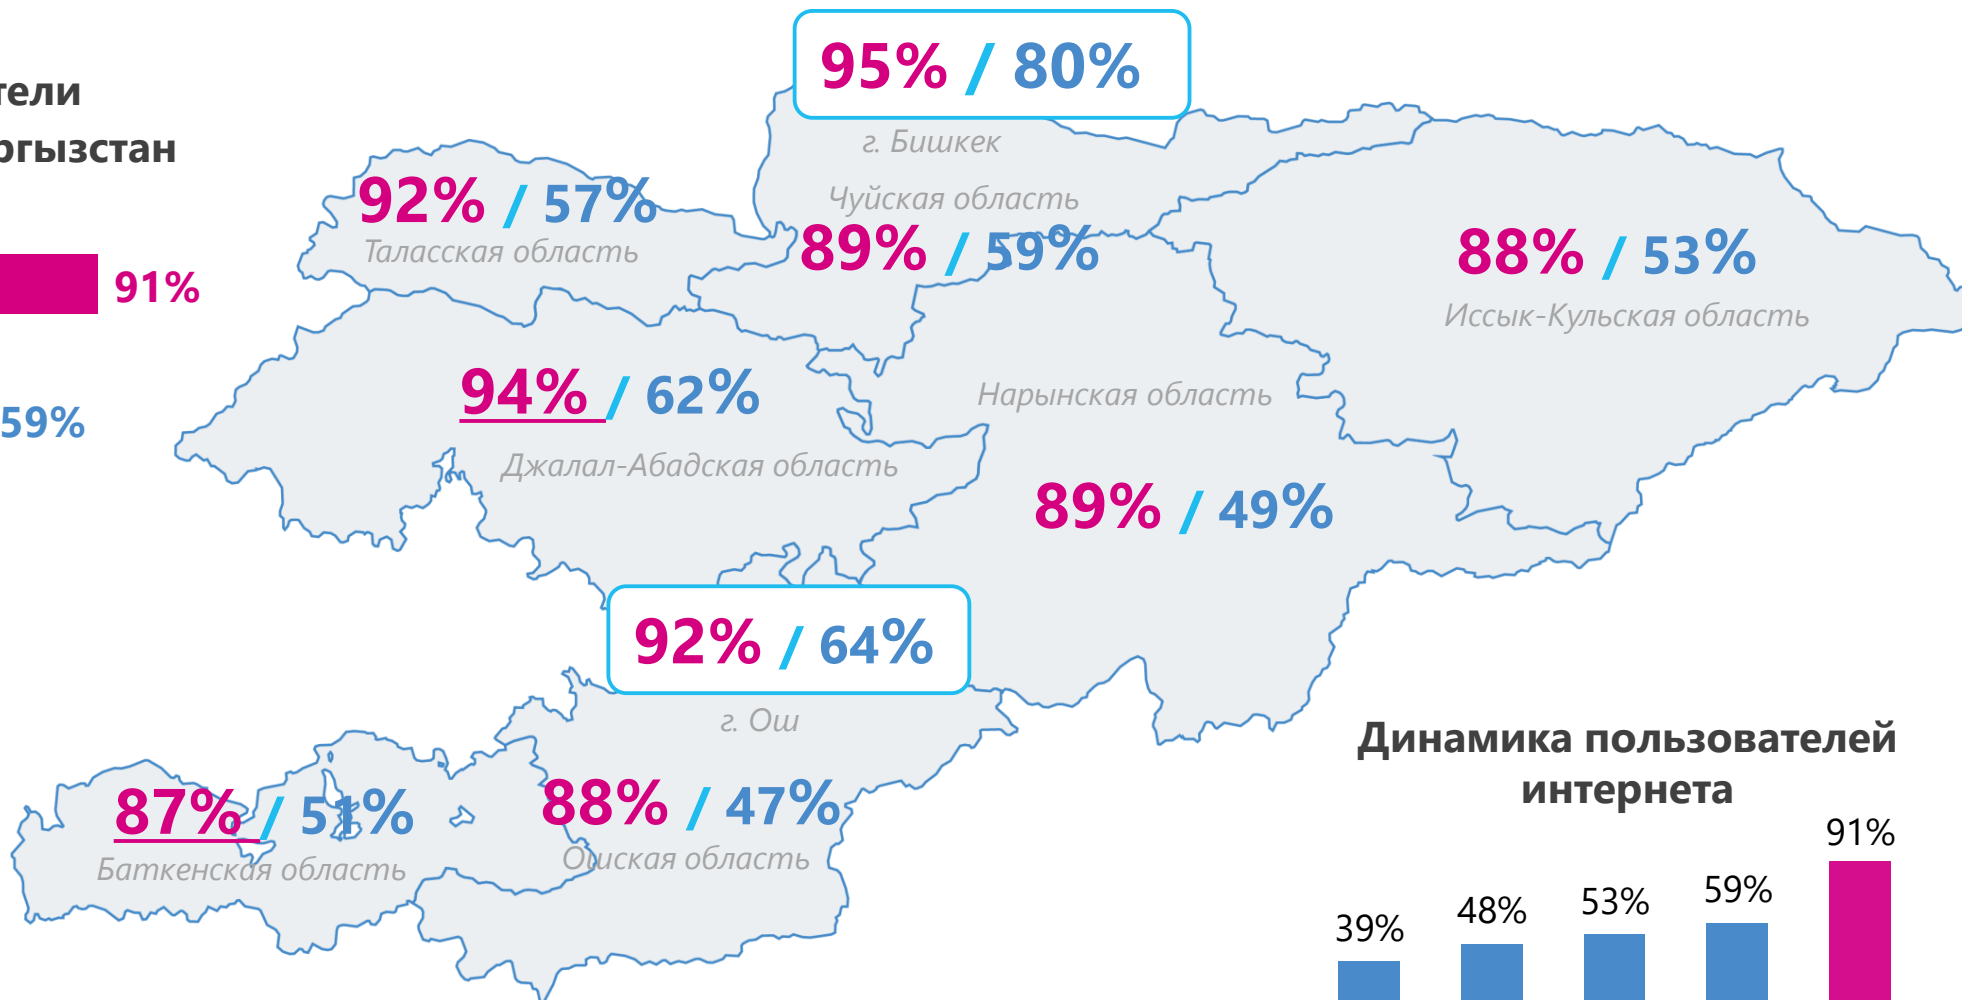 95% / 80%
г. Бишкек
Чуйская область
89% / 59%
92% / 57%
Таласская область
91%
59%
88% / 53%
Иссык-Кульская область
94% / 62%
Джалал-Абадская область
Нарынская область
89% / 49%
92% / 64%
г. Ош
88% / 47%
Ошская область
87% / 51%
Баткенская область
Динамика пользователей
интернета
39%
48%
53%
59%
91%